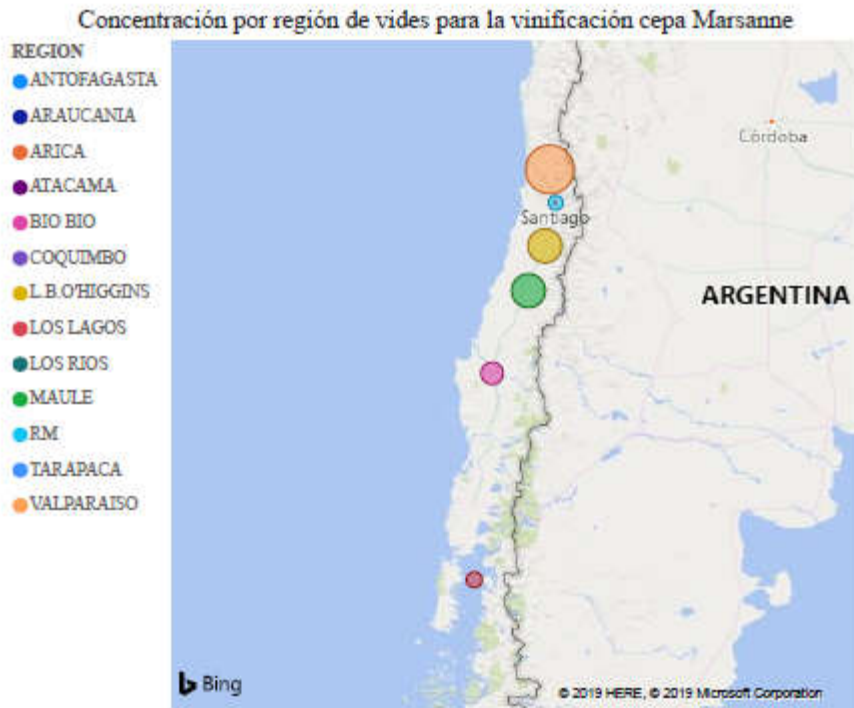 Concentración por región de vides para la vinificación cepa Marsanne
REGION
ANTOFAGASTA
ARAUCANIA
ARICA
ATACAMA
BIO BIO
COQUIMBO
L.B.O'HIGGINS
LOS LAGOS
LOS RIOS
MAULE
RM
TARAPACA
VALPARAISO
Córdoba
Santiago
ARGENTINA
Bing
© 2019 HERE, © 2019 Microsoft Corporation